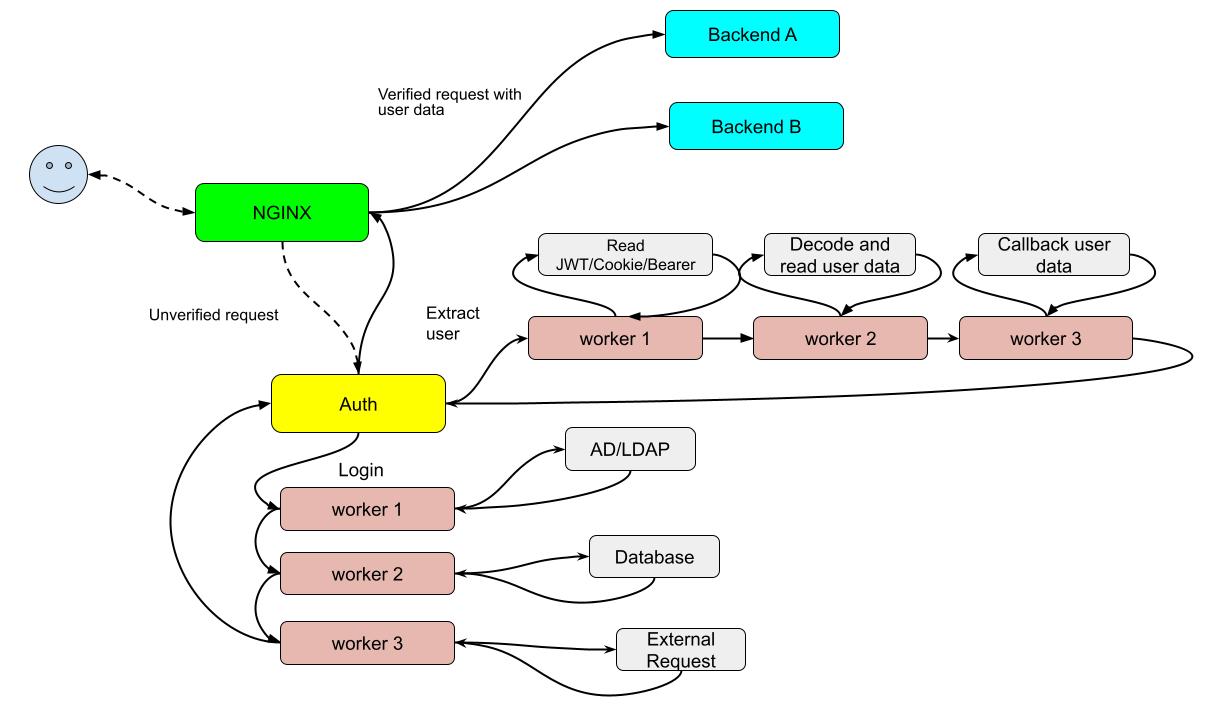 Backend A
Verified request with
user data
Backend B
NGINX
Read
JWT/Cookie/Bearer
Decode and
read user data
Callback user
data
Unverified request
Extract
user
worker 1
worker 2
worker 3
Auth
Login
AD/LDAP
worker 1
Database
worker 2
External
Request
worker 3